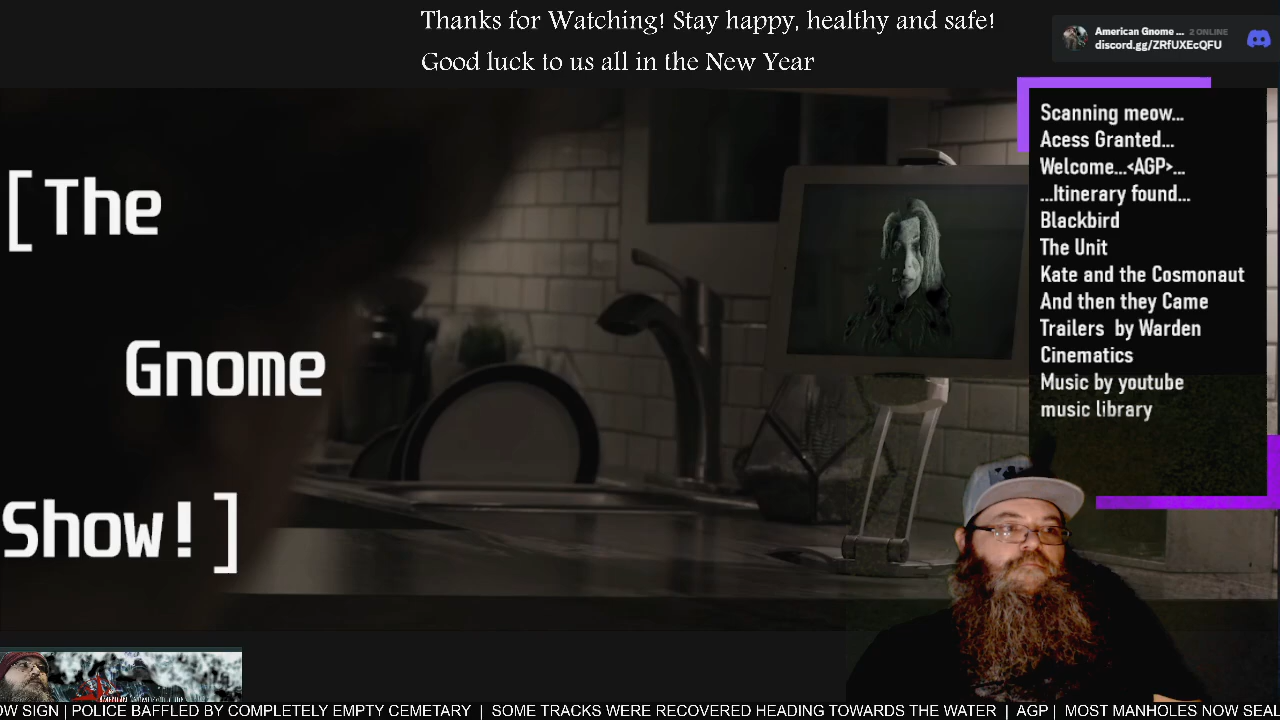 Thanks for Watching! Stay happy, healthy and safe!
Good luck to us all in the New Year
American Gnome ... 2 ONLINE
discord.gg/ZRfUXEcQFU
Scanning meow...
Acess Granted...
Welcome...<AGP>...
...Itinerary found...
Blackbird
The Unit
Kate and the Cosmonaut
And then they Came
Trailers by Warden
Cinematics
Music by youtube
music library
[The
Gnome
Show!]
OW SIGN | POLICE BAFFLED BY COMPLETELY EMPTY CEMETARY | SOME TRACKS WERE RECOVERED HEADING TOWARDS THE WATER | AGP | MOST MANHOLES NOW SEAL